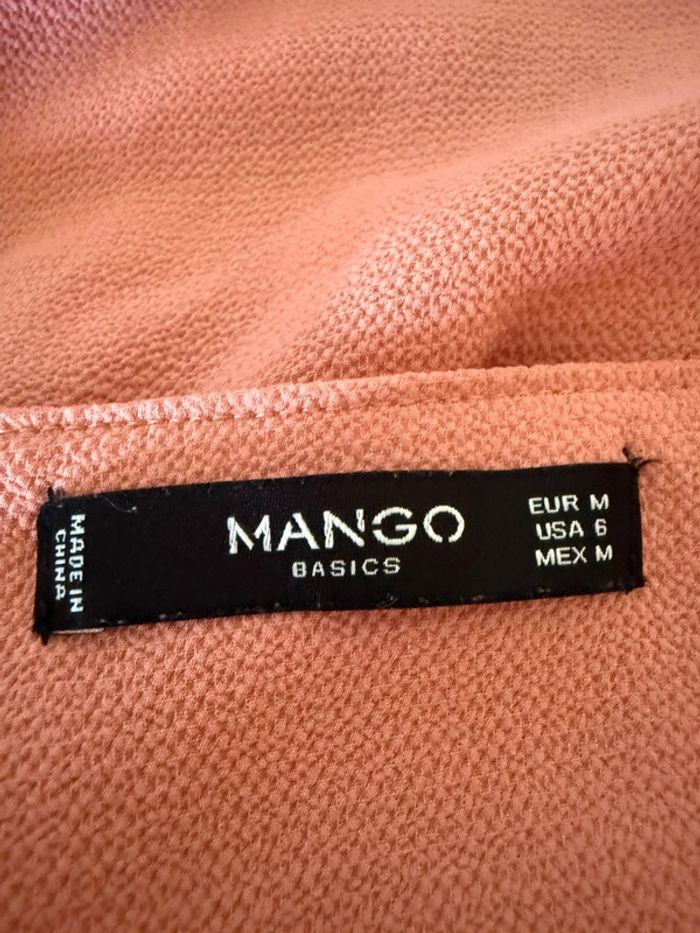 MANGO
BASICS
EUR M
USA 6
MEX M
MADE IN
CHINA